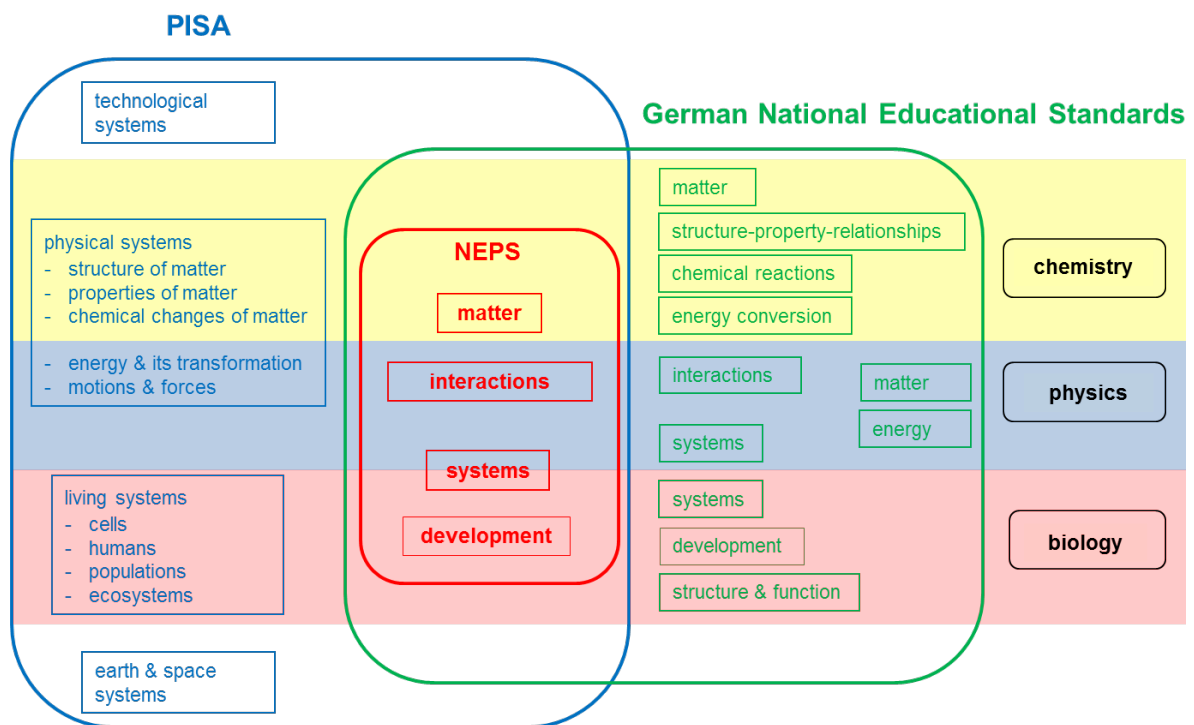 PISA
technological
systems
German National Educational Standards
physical systems
- structure of matter
- properties of matter
- chemical changes of matter
- energy & its transformation
- motions & forces
living systems
- cells
- humans
- populations
- ecosystems
earth & space
systems
NEPS
matter
interactions
systems
development
matter
structure-property-relationships
chemical reactions
energy conversion
interactions
matter
energy
systems
systems
development
structure & function
chemistry
physics
biology